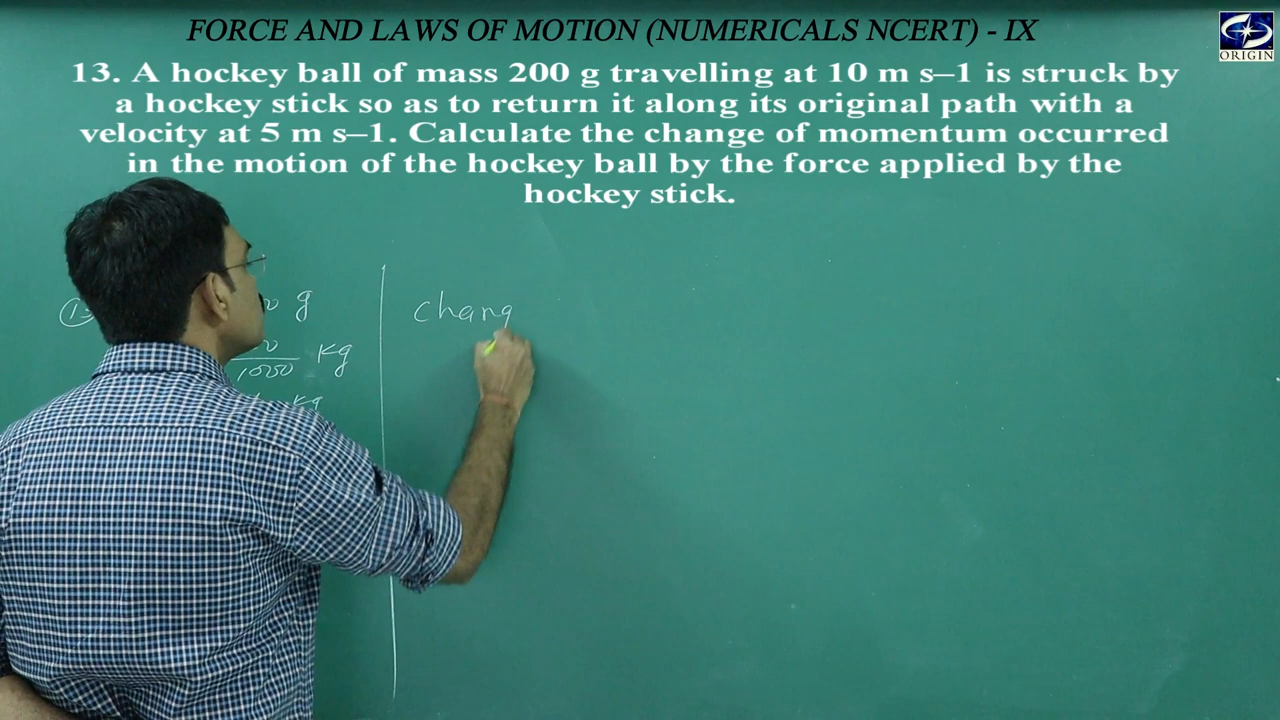 FORCE AND LAWS OF MOTION (NUMERICALS NCERT) - IX
ORIGIN
13. A hockey ball of mass 200 g travelling at 10 m s–1 is struck by
a hockey stick so as to return it along its original path with a
velocity at 5 m s–1. Calculate the change of momentum occurred
in the motion of the hockey ball by the force applied by the
hockey stick.
g
1000 kg
kg
chang